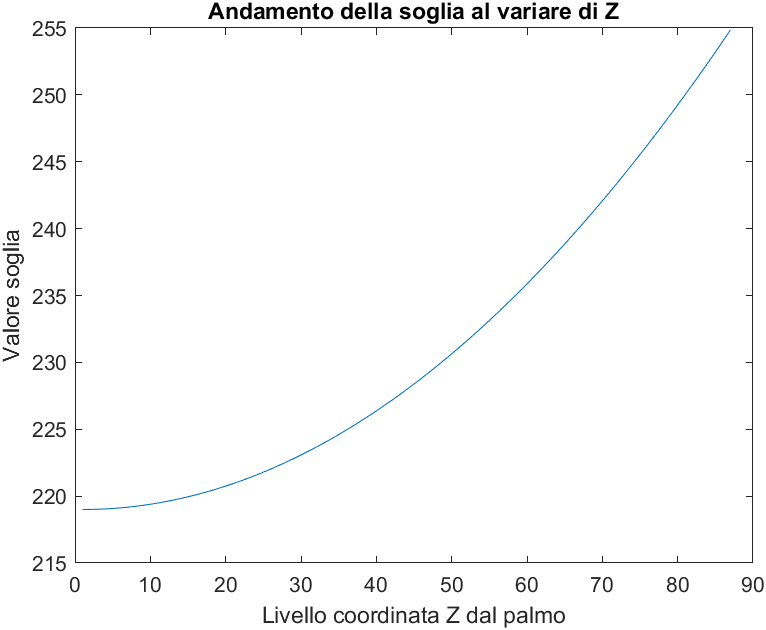 Andamento della soglia al variare di Z
255
250
245
240
235
230
225
220
215
Valore soglia
0 10 20 30 40 50 60 70 80 90
Livello coordinata Z dal palmo